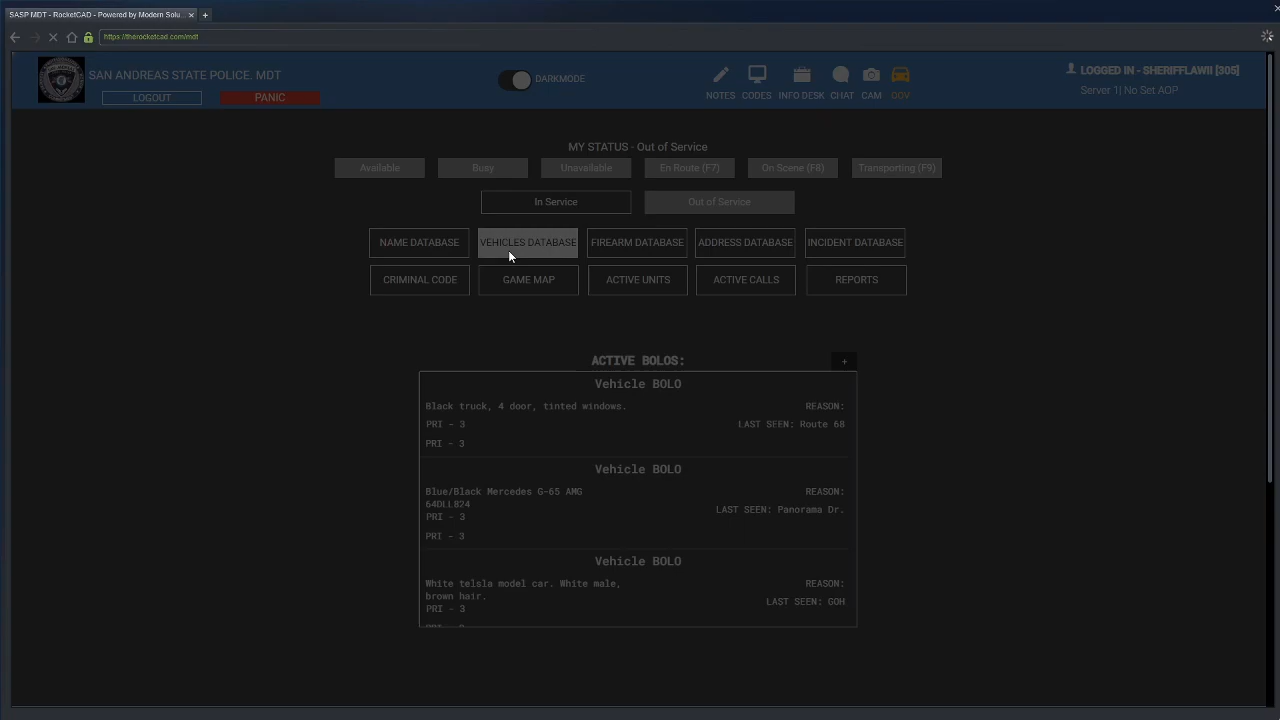 SASP MDT - RocketCAD - Powered by Modern Solu...
https://therocketcad.com/mdt
SAN ANDREAS STATE POLICE. MDT
LOGOUT
PANIC
DARKMODE
NOTES
CODES
INFO DESK
CHAT
CAM
LOGGED IN - SHERIFFLAWII [305]
Server 1| No Set AOP
MY STATUS - Out of Service
Available
Busy
Unavailable
En Route (F7)
On Scene (F8)
Transporting (F9)
In Service
Out of Service
NAME DATABASE
VEHICLES DATABASE
FIREARM DATABASE
ADDRESS DATABASE
INCIDENT DATABASE
CRIMINAL CODE
GAME MAP
ACTIVE UNITS
ACTIVE CALLS
REPORTS
ACTIVE BOLOS:
+
Vehicle BOLO
Black truck, 4 door, tinted windows.
REASON:
PRI - 3
LAST SEEN: Route 68
PRI - 3
Vehicle BOLO
Blue/Black Mercedes G-65 AMG
REASON:
64DLL824
LAST SEEN: Panorama Dr.
PRI - 3
PRI - 3
Vehicle BOLO
White telsla model car. White male,
REASON:
brown hair.
LAST SEEN: GOH
PRI - 3